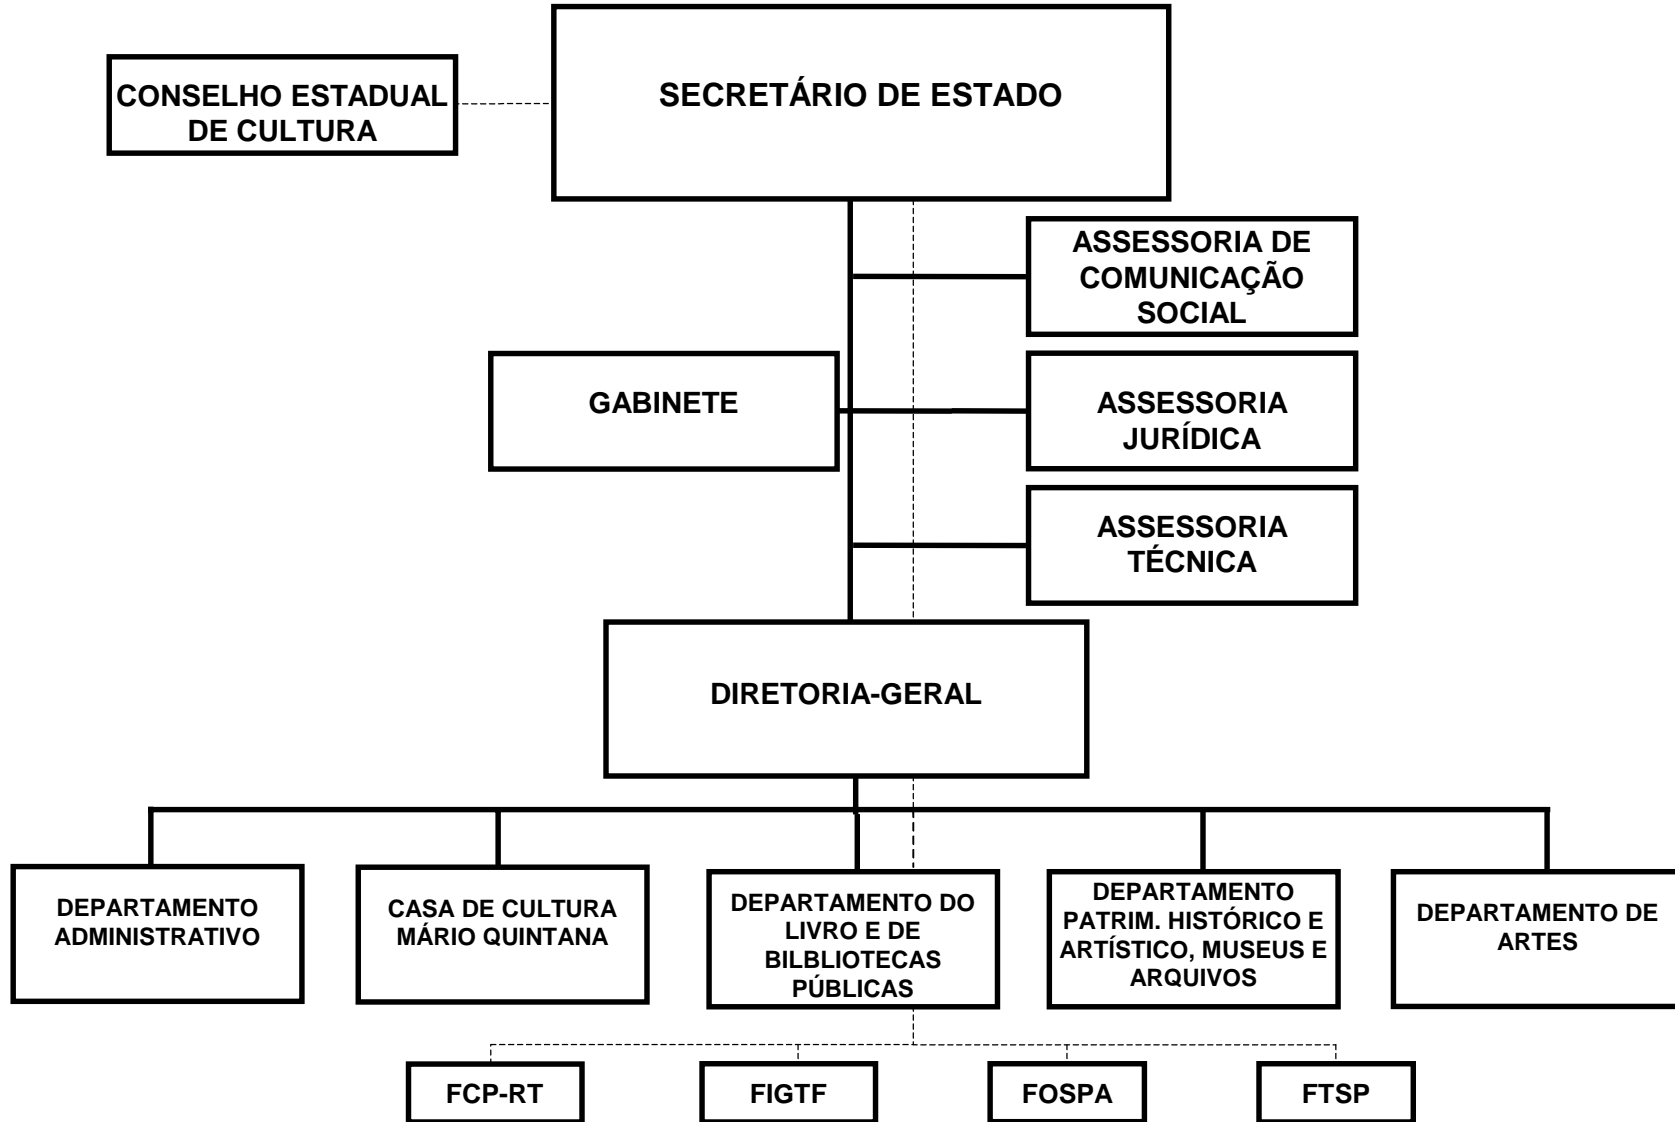 SECRETÁRIO DE ESTADO
CONSELHO ESTADUAL
DE CULTURA
ASSESSORIA DE
COMUNICAÇÃO
SOCIAL
GABINETE
ASSESSORIA
JURÍDICA
ASSESSORIA
TÉCNICA
DIRETORIA-GERAL
DEPARTAMENTO
ADMINISTRATIVO
CASA DE CULTURA
MÁRIO QUINTANA
DEPARTAMENTO DO
LIVRO E DE
BILBLIOTECAS
PÚBLICAS
DEPARTAMENTO
PATRIM. HISTÓRICO E
ARTÍSTICO, MUSEUS E
ARQUIVOS
DEPARTAMENTO DE
ARTES
FCP-RT
FIGTF
FOSPA
FTSP